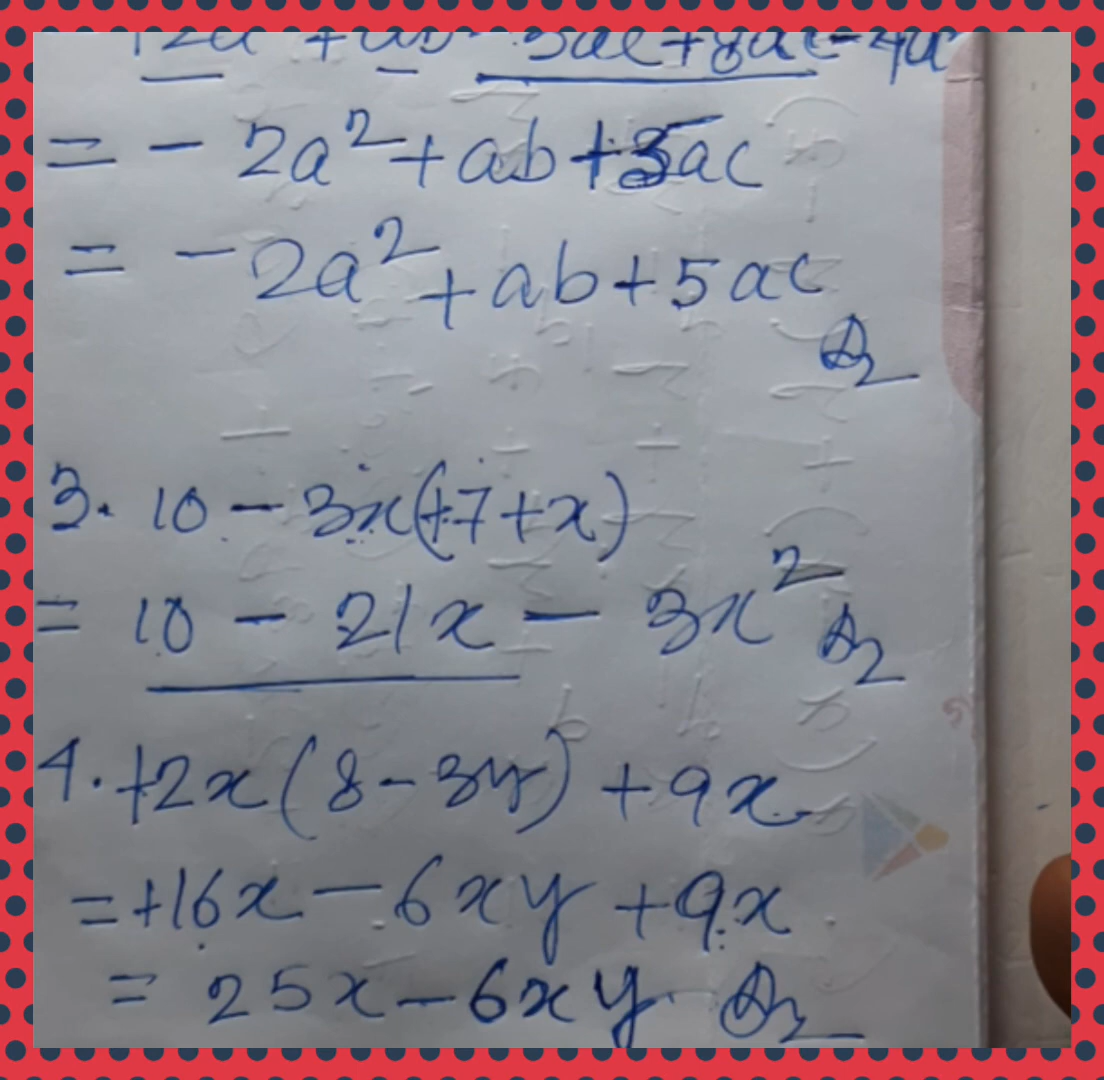 = - 2a²+ab+5ac
= - 2a²+ab+5ac
3. 10 - 3x(+7+x)
= 10 - 21x - 3x²
4. +2x(8-3y) +9x
=+16x - 6xy +9x
= 25x-6xy